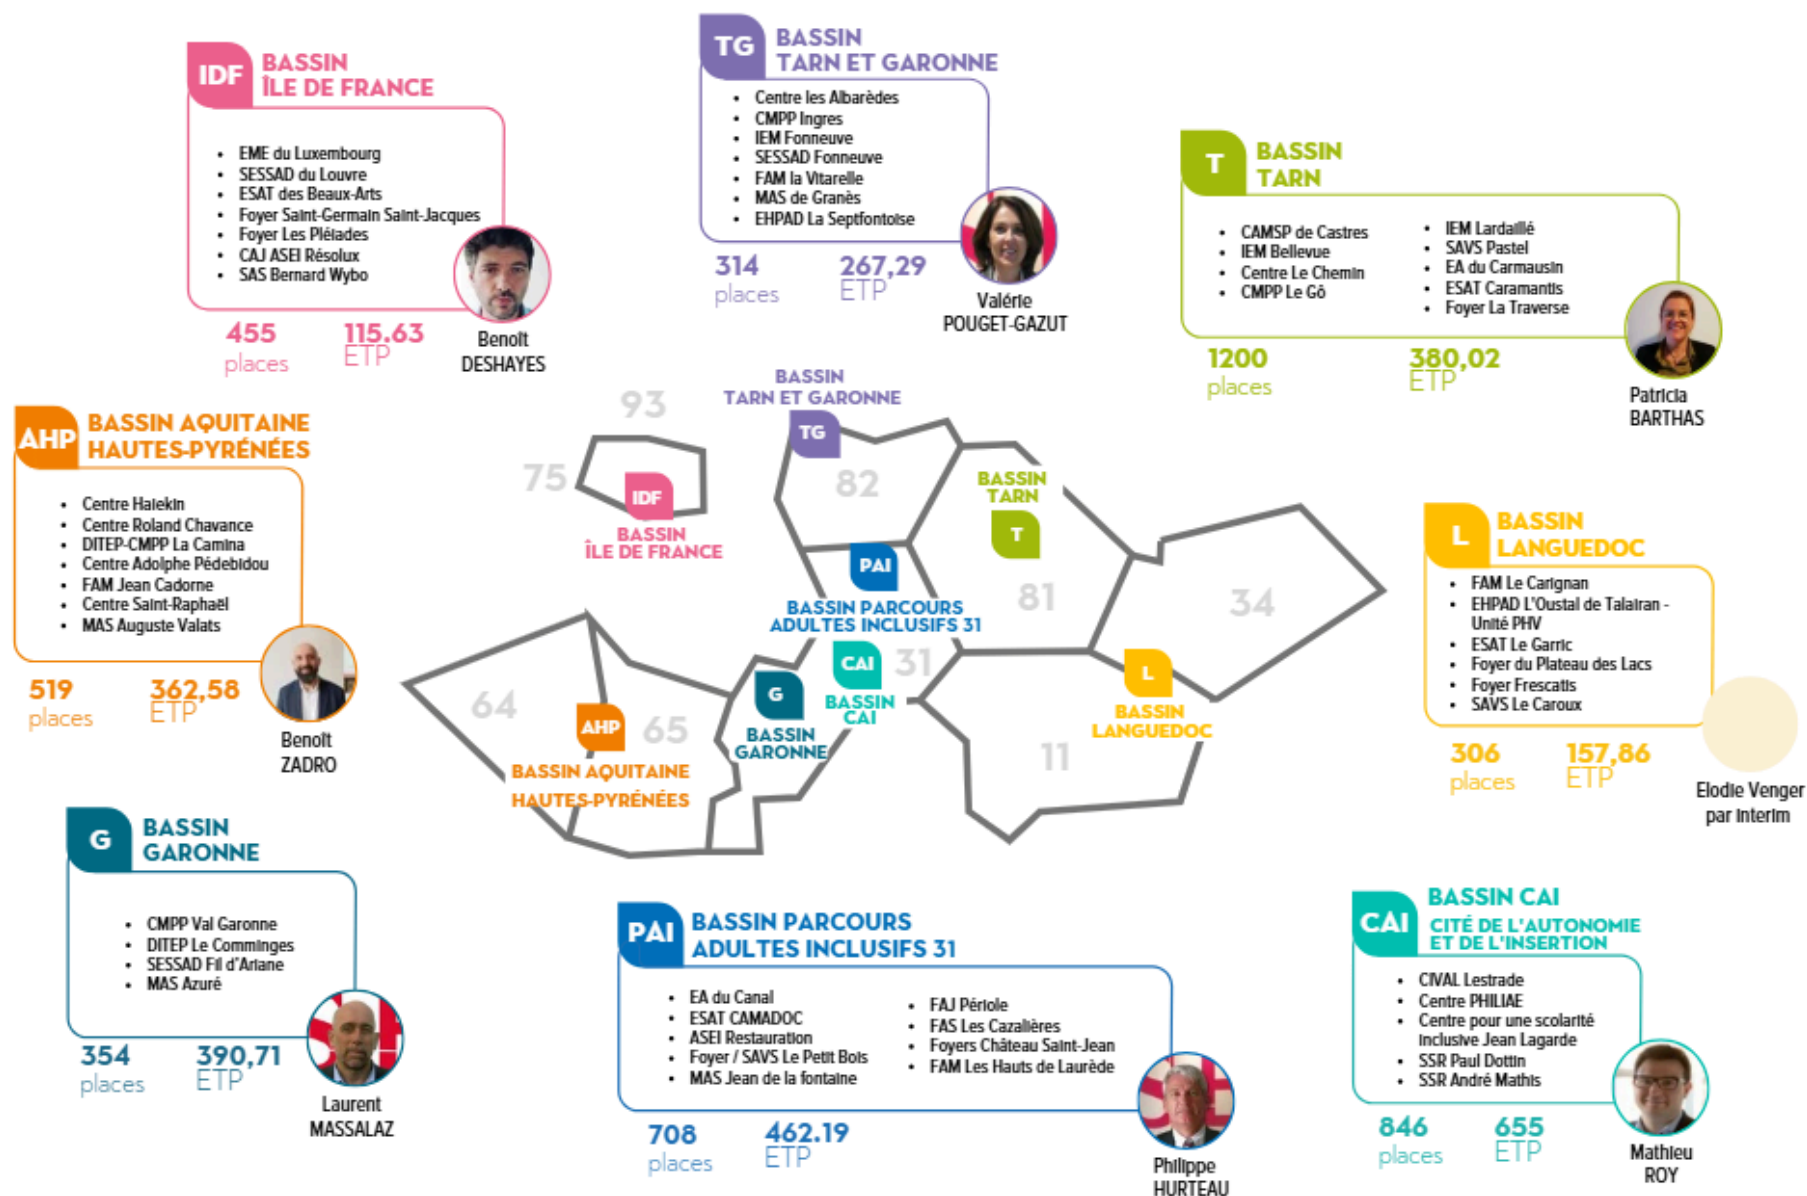 IDF
BASSIN
ÎLE DE FRANCE
• EME du Luxembourg
• SESSAD du Louvre
• ESAT des Beaux-Arts
• Foyer Saint-Germain Saint-Jacques
• Foyer Les Pléiades
• CAJ ASEI Résolux
• SAS Bernard Wybo
455
places
115.63
ETP
Benoît
DESHAYES
TG
BASSIN
TARN ET GARONNE
• Centre les Albarèdes
• CMPP Ingres
• IEM Fonneuve
• SESSAD Fonneuve
• FAM la Vitarelle
• MAS de Granès
• EHPAD La Septfontoise
314
places
267,29
ETP
Valérie
POUGET-GAZUT
T
BASSIN
TARN
• CAMSP de Castres
• IEM Bellevue
• Centre Le Chemin
• CMPP Le Gô
• IEM Lardaillé
• SAVS Pastel
• EA du Carmausin
• ESAT Caramantis
• Foyer La Traverse
1200
places
380,02
ETP
Patricia
BARTHAS
AHP
BASSIN AQUITAINE
HAUTES-PYRÉNÉES
• Centre Halekin
• Centre Roland Chavance
• DITEP-CMPP La Camina
• Centre Adolphe Pédebidou
• FAM Jean Cadorne
• Centre Saint-Raphaël
• MAS Auguste Valats
519
places
362,58
ETP
Benoît
ZADRO
93
75
IDF
BASSIN
ÎLE DE FRANCE
BASSIN
TARN ET GARONNE
TG
82
BASSIN
TARN
T
81
PAI
BASSIN PARCOURS
ADULTES INCLUSIFS 31
34
CAI
31
BASSIN
CAI
G
BASSIN
GARONNE
L
BASSIN
LANGUEDOC
11
64
AHP
65
BASSIN AQUITAINE
HAUTES-PYRÉNÉES
L
BASSIN
LANGUEDOC
• FAM Le Carignan
• EHPAD L'Oustal de Talairan -
Unité PHV
• ESAT Le Garric
• Foyer du Plateau des Lacs
• Foyer Frescatis
• SAVS Le Caroux
306
places
157,86
ETP
Elodie Venger
par interim
G
BASSIN
GARONNE
• CMPP Val Garonne
• DITEP Le Comminges
• SESSAD Fil d'Ariane
• MAS Azuré
354
places
390,71
ETP
Laurent
MASSALAZ
PAI
BASSIN PARCOURS
ADULTES INCLUSIFS 31
• EA du Canal
• ESAT CAMADOC
• ASEI Restauration
• Foyer / SAVS Le Petit Bois
• MAS Jean de la fontaine
• FAJ Périole
• FAS Les Cazalières
• Foyers Château Saint-Jean
• FAM Les Hauts de Laurède
708
places
462.19
ETP
Philippe
HURTEAU
CAI
BASSIN CAI
CITÉ DE L'AUTONOMIE
ET DE L'INSERTION
• CIVAL Lestrade
• Centre PHILIAE
• Centre pour une scolarité
inclusive Jean Lagarde
• SSR Paul Dottin
• SSR André Mathis
846
places
655
ETP
Mathieu
ROY